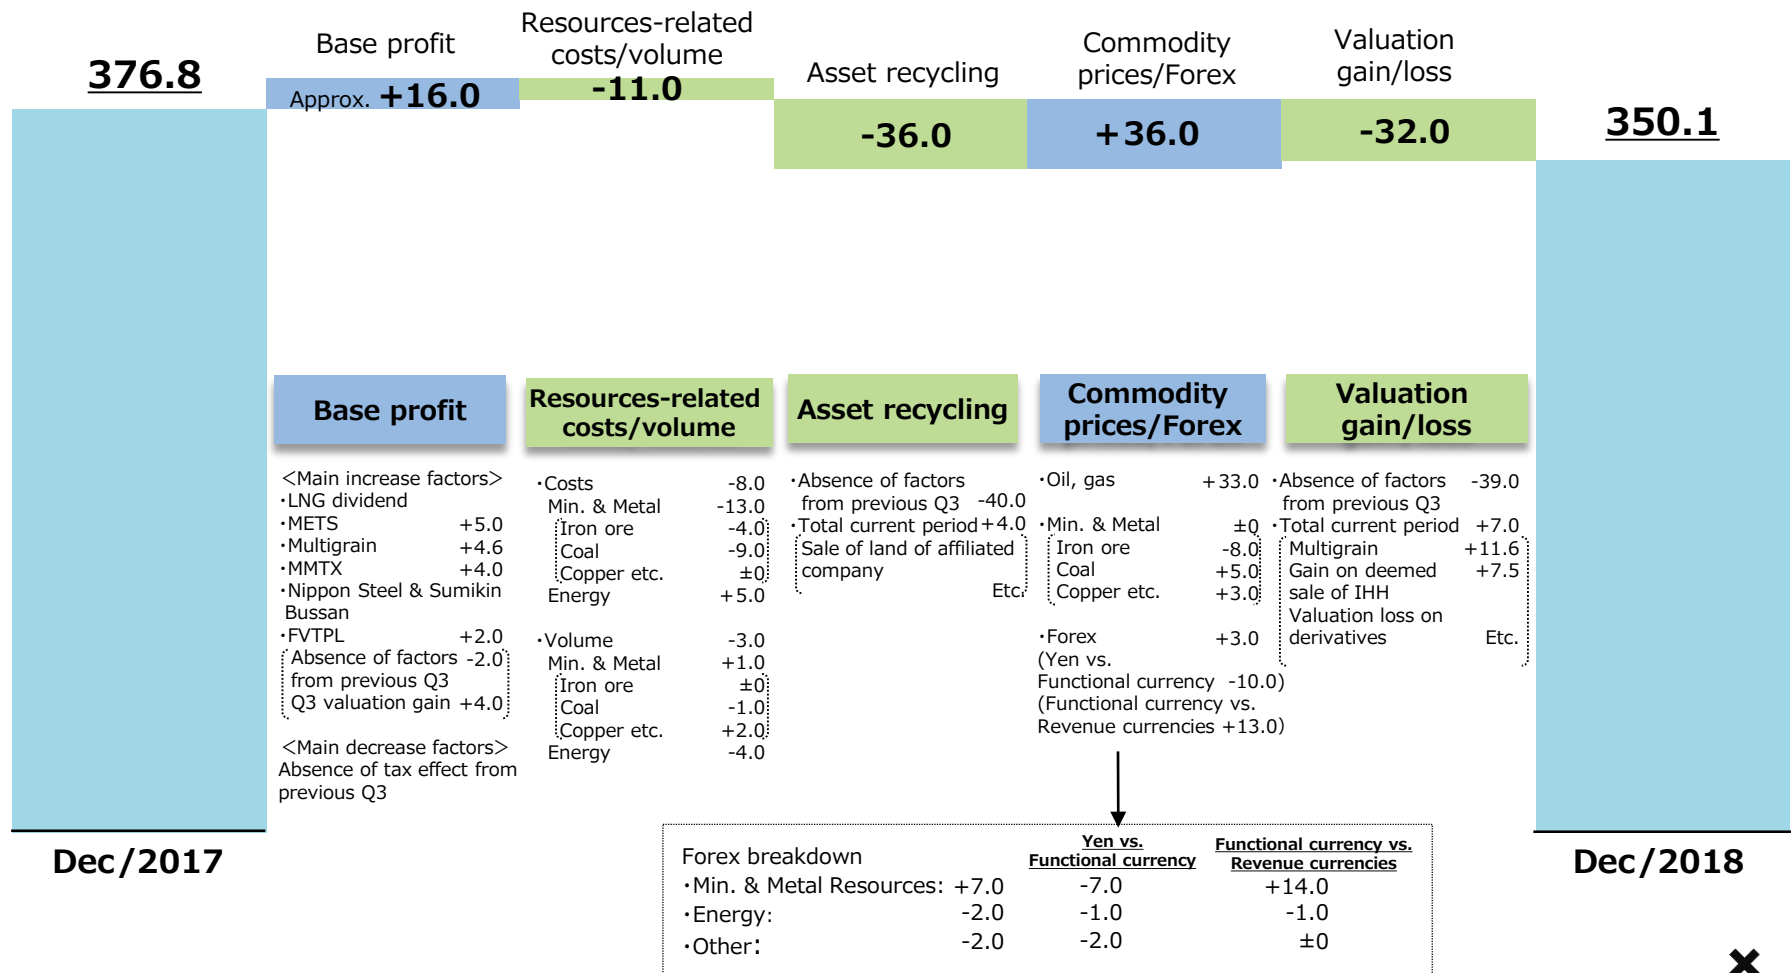 376.8
Base profit
Approx. +16.0
Resources-related
costs/volume
-11.0
Asset recycling
-36.0
Commodity
prices/Forex
+36.0
Valuation
gain/loss
-32.0
350.1
Base profit
<Main increase factors>
・LNG dividend
・METS +5.0
・Multigrain +4.6
・MMTX +4.0
・Nippon Steel & Sumikin
Bussan
・FVTPL +2.0
Absence of factors -2.0
from previous Q3
Q3 valuation gain +4.0
<Main decrease factors>
Absence of tax effect from
previous Q3
Resources-related
costs/volume
・Costs -8.0
Min. & Metal -13.0
Iron ore -4.0
Coal -9.0
Copper etc. ±0
Energy +5.0
・Volume -3.0
Min. & Metal +1.0
Iron ore ±0
Coal -1.0
Copper etc. +2.0
Energy -4.0
Asset recycling
・Absence of factors
from previous Q3 -40.0
・Total current period +4.0
Sale of land of affiliated
company
Etc.
Commodity
prices/Forex
・Oil, gas +33.0
・Min. & Metal ±0
Iron ore -8.0
Coal +5.0
Copper etc. +3.0
・Forex +3.0
(Yen vs.
Functional currency -10.0)
(Functional currency vs.
Revenue currencies +13.0)
Valuation
gain/loss
・Absence of factors -39.0
from previous Q3
・Total current period +7.0
Multigrain +11.6
Gain on deemed +7.5
sale of IHH
Valuation loss on
derivatives Etc.
Dec/2017
Dec/2018
Forex breakdown
Yen vs.
Functional currency
Functional currency vs.
Revenue currencies
・Min. & Metal Resources: +7.0 -7.0 +14.0
・Energy: -2.0 -1.0 -1.0
・Other: -2.0 -2.0 ±0